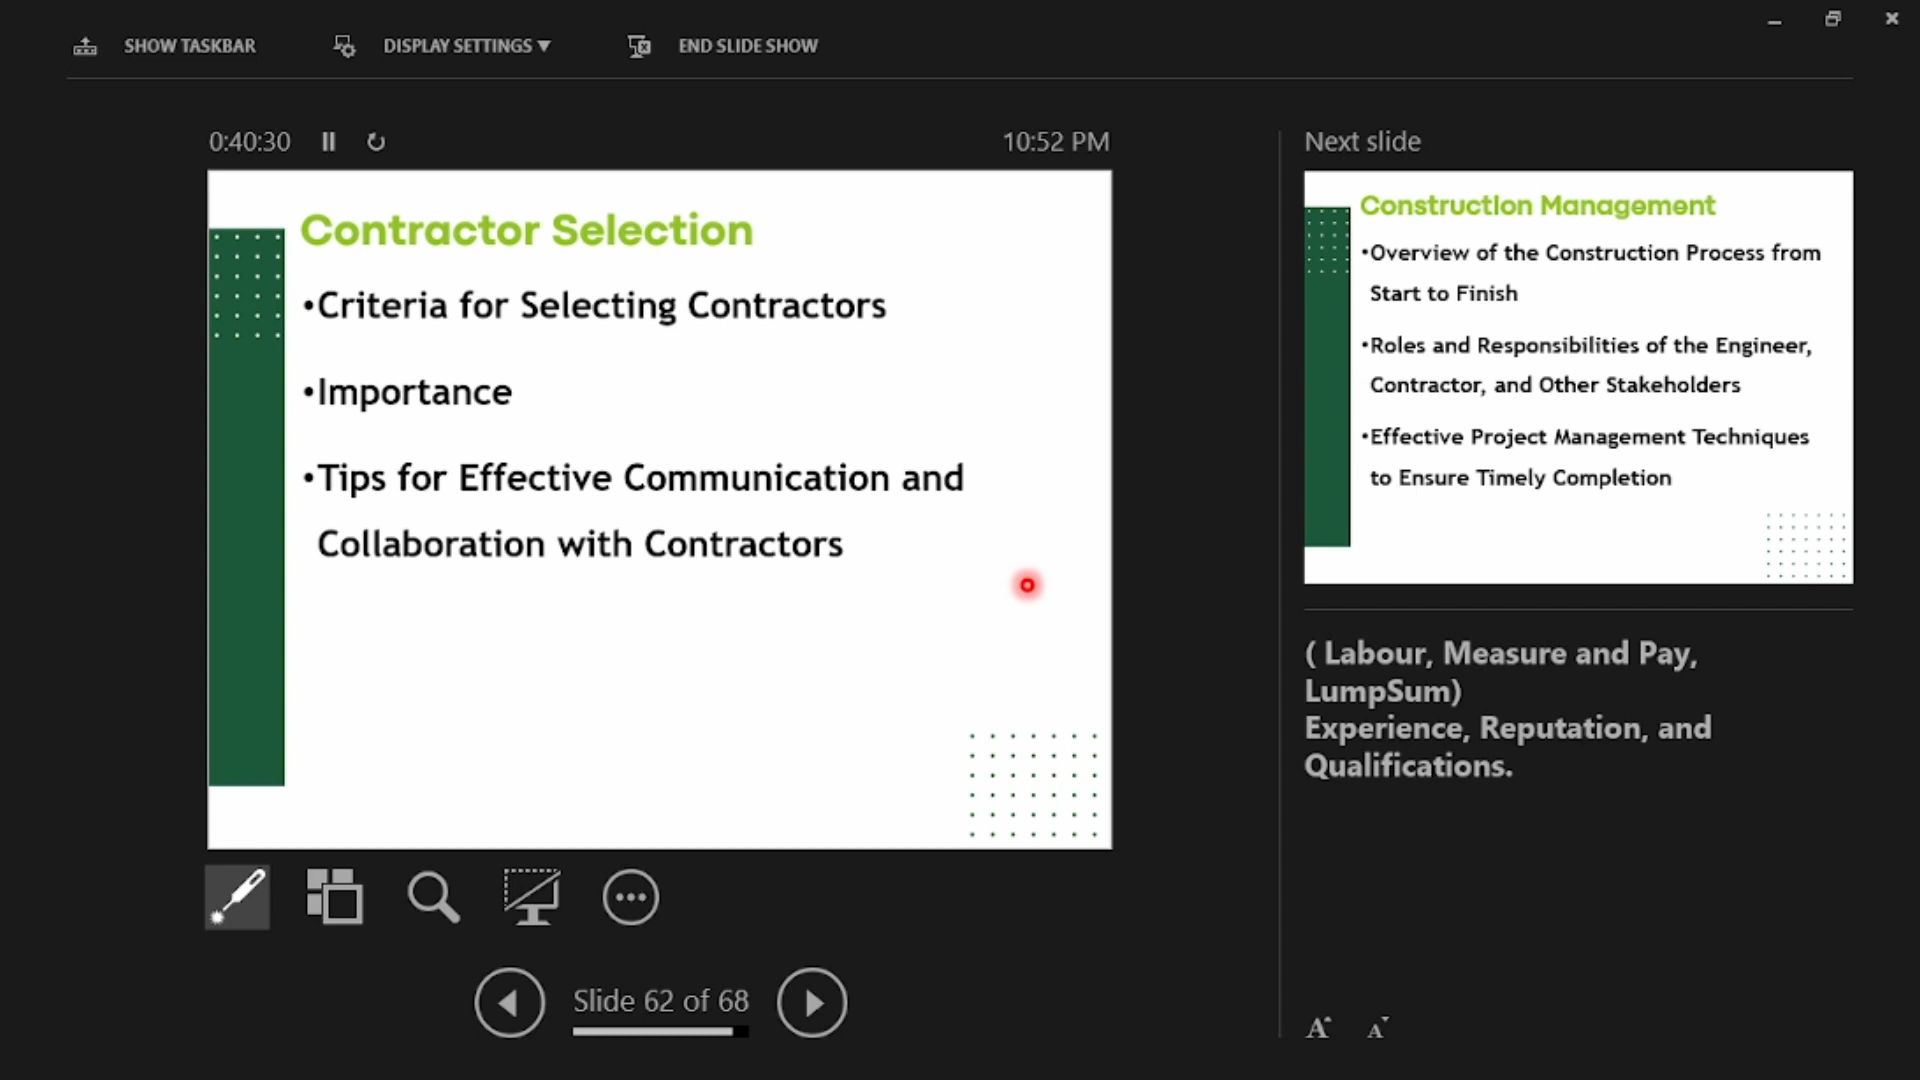 SHOW TASKBAR
DISPLAY SETTINGS ▼
END SLIDE SHOW
0:40:30
10:52 PM
Contractor Selection
•Criteria for Selecting Contractors
•Importance
•Tips for Effective Communication and
Collaboration with Contractors
Slide 62 of 68
Next slide
Construction Management
•Overview of the Construction Process from
Start to Finish
•Roles and Responsibilities of the Engineer,
Contractor, and Other Stakeholders
•Effective Project Management Techniques
to Ensure Timely Completion
( Labour, Measure and Pay,
LumpSum)
Experience, Reputation, and
Qualifications.
A A